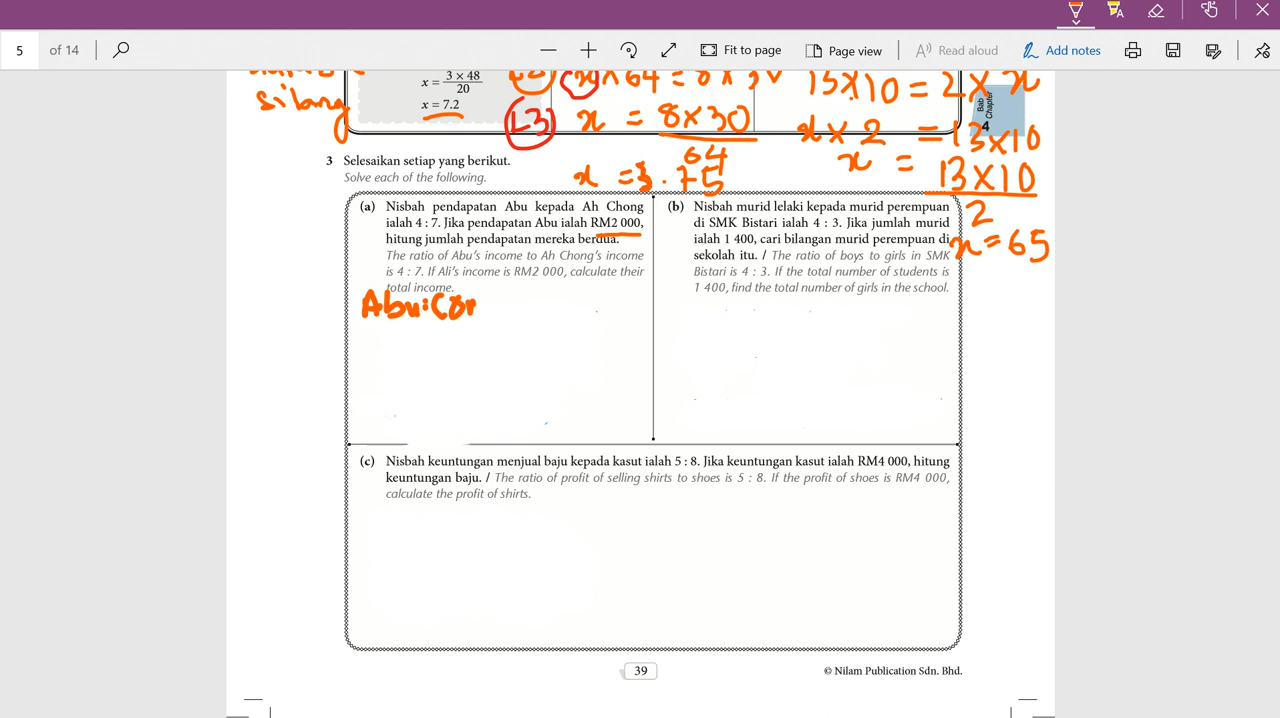 5 of 14
Fit to page
Page view
Read aloud
Add notes
silang
x = 3 × 48 / 20
x = 7.2
(-3)
x × 64 = 8 × 30
x = 8 × 30 / 64
x = 3.75
13 × 10 = 2 × x
x × 2 = 13 × 10
x = 13 × 10 / 2
x = 65
Bab
Chapter
4
3 Selesaikan setiap yang berikut.
Solve each of the following.
(a) Nisbah pendapatan Abu kepada Ah Chong
ialah 4 : 7. Jika pendapatan Abu ialah RM2 000,
hitung jumlah pendapatan mereka berdua.
The ratio of Abu's income to Ah Chong's income
is 4 : 7. If Ali's income is RM2 000, calculate their
total income.
Abu:
(b) Nisbah murid lelaki kepada murid perempuan
di SMK Bistari ialah 4 : 3. Jika jumlah murid
ialah 1 400, cari bilangan murid perempuan di
sekolah itu. / The ratio of boys to girls in SMK
Bistari is 4 : 3. If the total number of students is
1 400, find the total number of girls in the school.
(c) Nisbah keuntungan menjual baju kepada kasut ialah 5 : 8. Jika keuntungan kasut ialah RM4 000, hitung
keuntungan baju. / The ratio of profit of selling shirts to shoes is 5 : 8. If the profit of shoes is RM4 000,
calculate the profit of shirts.
39
© Nilam Publication Sdn. Bhd.